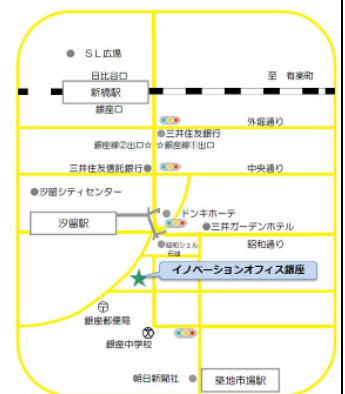 SL広場
日比谷口
至 有楽町
新橋駅
銀座口
外堀通り
三井住友銀行
銀座線②出口☆ ☆銀座線①出口
三井住友信託銀行
中央通り
汐留シティセンター
ドンキホーテ
汐留駅
三井ガーデンホテル
昭和シェル
石油
昭和通り
イノベーションオフィス銀座
銀座郵便局
文
銀座中学校
朝日新聞社
築地市場駅